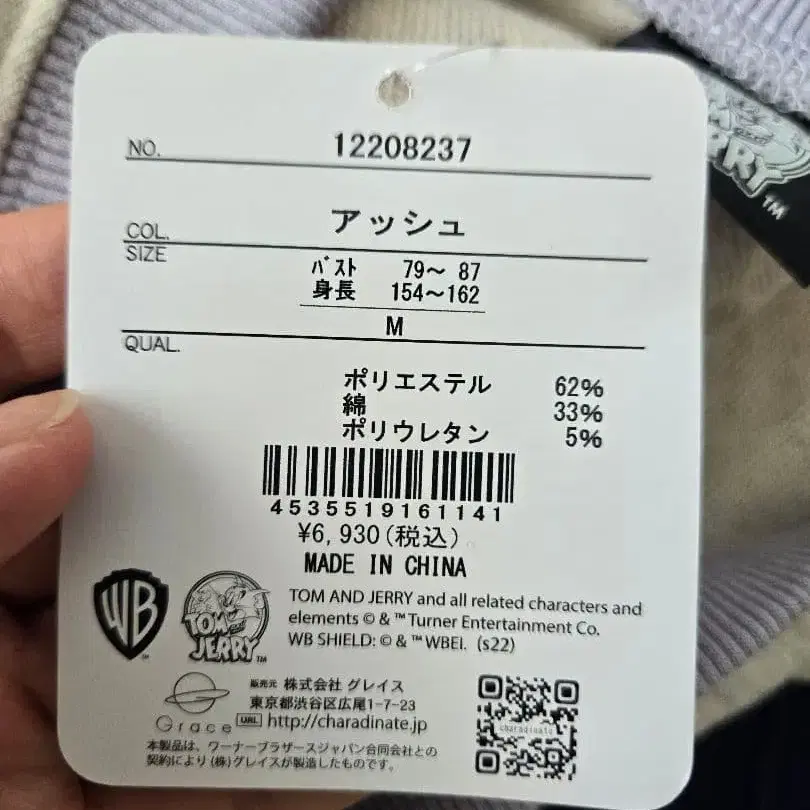 NO. 12208237
COL. アッシュ
SIZE
バスト 79～ 87
身長 154～162
M
QUAL.
ポリエステル 62%
綿 33%
ポリウレタン 5%
4535519161141
¥6,930(税込)
MADE IN CHINA
WB
TOM AND JERRY TM
TOM AND JERRY and all related characters and
elements © & ™ Turner Entertainment Co.
WB SHIELD: © & ™ WBEI. (s22)
Grace
販売元 株式会社 グレイス
東京都渋谷区広尾1-7-23
URL http://charadinate.jp
charadinate
本製品は、ワーナーブラザースジャパン合同会社との
契約により(株)グレイスが製造したものです。
RRY™